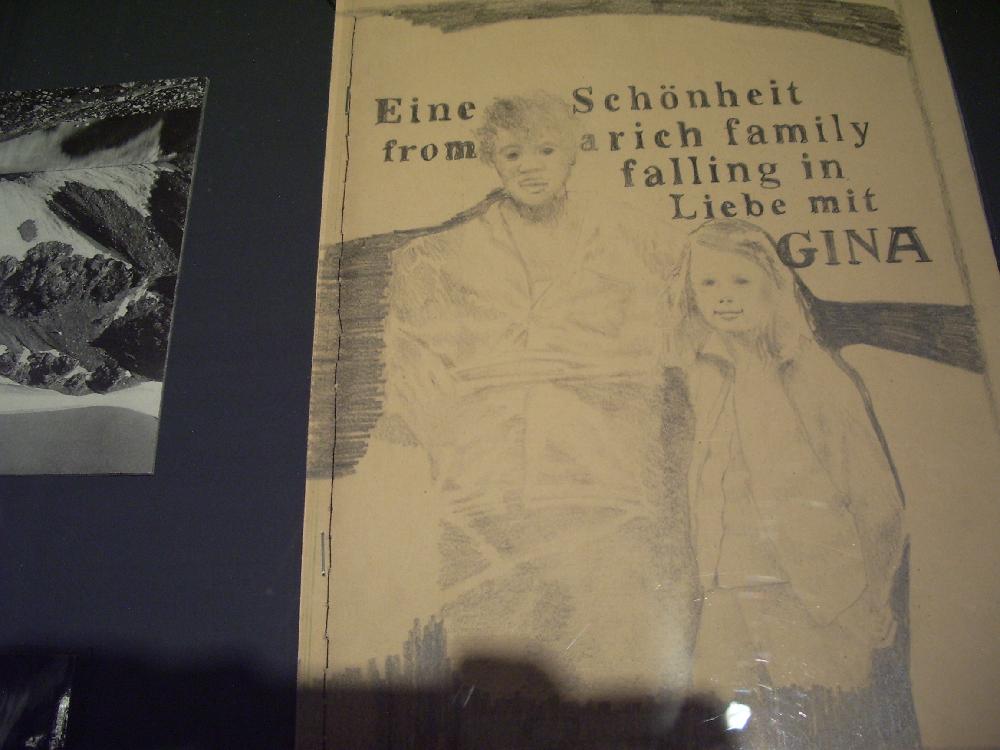 Eine Schönheit
from a rich family
falling in
Liebe mit
GINA